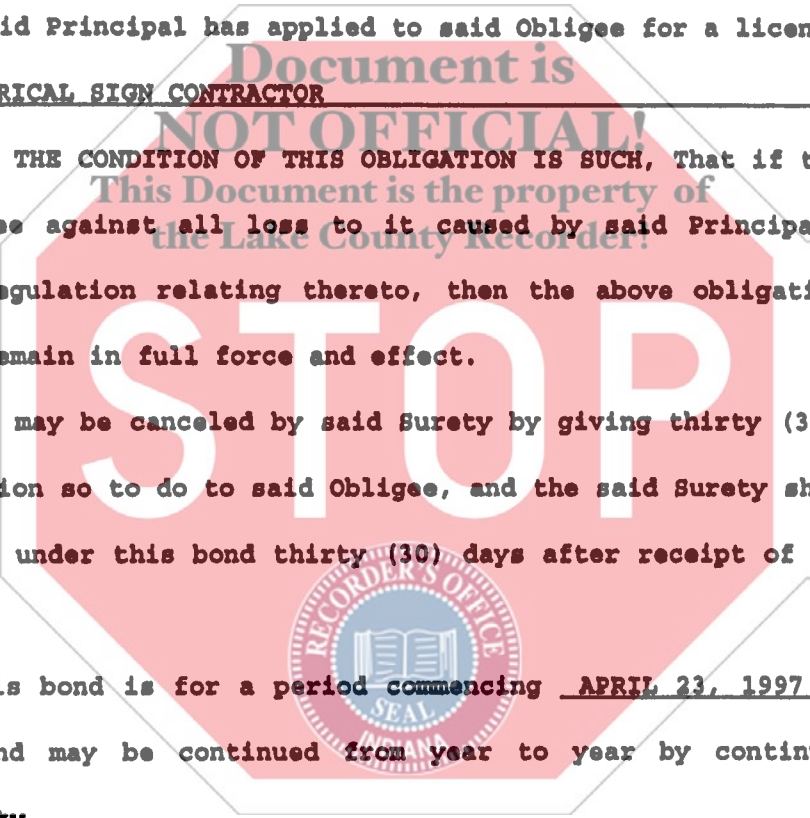 id Principal has applied to said Obligee for a licen
Document is
RICAL SIGN CONTRACTOR
NOT OFFICIAL!
THE CONDITION OF THIS OBLIGATION IS SUCH, That if t
This Document is the property of
ee against all loss to it caused by said Principa
the Lake County Recorder!
egulation relating thereto, then the above obligati
emain in full force and effect.
STOP
may be canceled by said Surety by giving thirty (3
ion so to do to said Obligee, and the said Surety sh
under this bond thirty (30) days after receipt of
RECORDER'S OFFICE
is bond is for a period commencing APRIL 23, 1997
SEAL
INDIANA
nd may be continued from year to year by contin